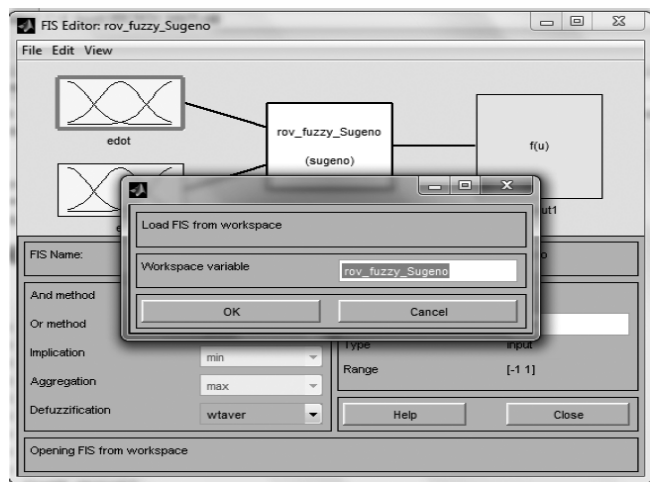 FIS Editor: rov_fuzzy_Sugeno
File Edit View
edot
rov_fuzzy_Sugeno
(sugeno)
f(u)
Load FIS from workspace
Workspace variable
rov_fuzzy_Sugeno
OK
Cancel
FIS Name:
And method
Or method
Implication
min
Aggregation
max
Defuzzification
wtaver
Type
input
Range
[-1 1]
Help
Close
Opening FIS from workspace